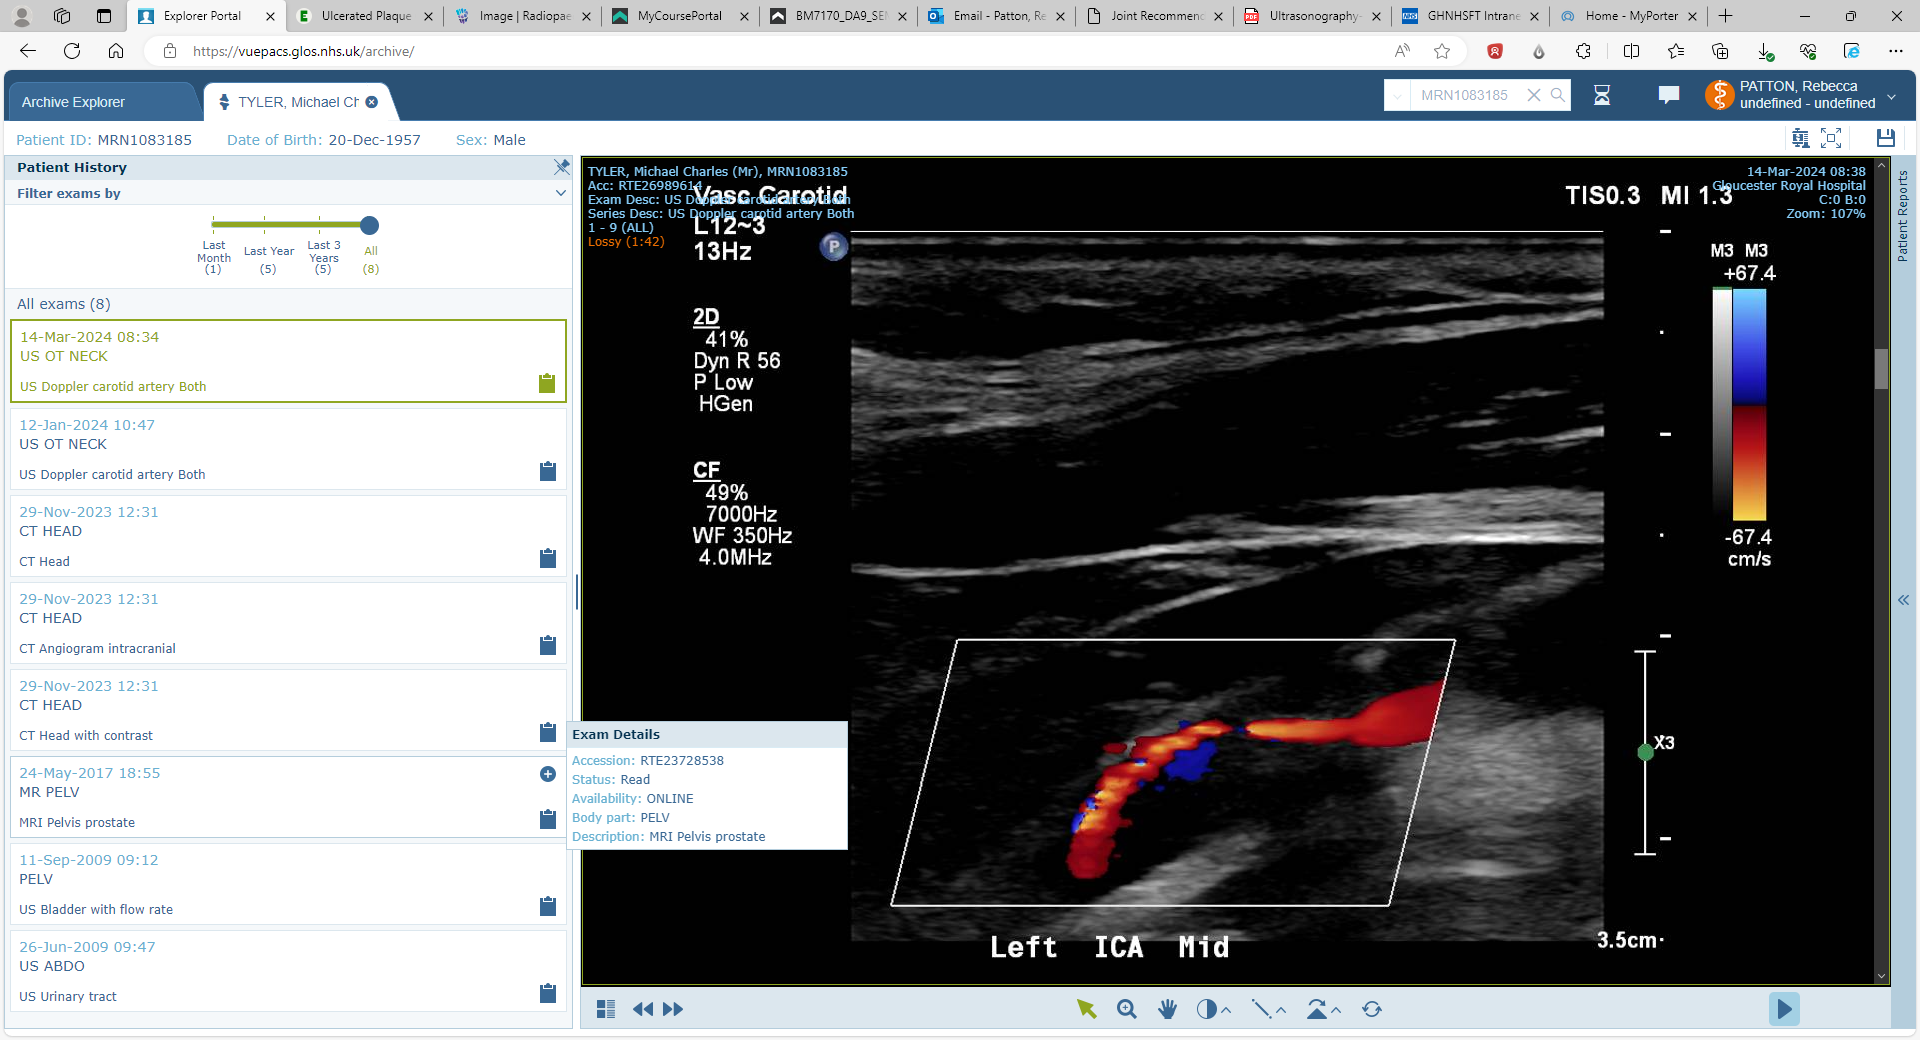 Explorer Portal
Ulcerated Plaque
Image | Radiopae
MyCoursePortal
BM7170_DA9_SEM
Email - Patton, Re
Joint Recommen
Ultrasonography-
GHNHSFT Intrane
Home - MyPorter
https://vuepacs.glos.nhs.uk/archive/
Archive Explorer
TYLER, Michael Ch
MRN1083185
PATTON, Rebecca
undefined - undefined
Patient ID: MRN1083185 Date of Birth: 20-Dec-1957 Sex: Male
Patient History
Filter exams by
Last Month (1)
Last Year (5)
Last 3 Years (5)
All (8)
All exams (8)
14-Mar-2024 08:34
US OT NECK
US Doppler carotid artery Both
12-Jan-2024 10:47
US OT NECK
US Doppler carotid artery Both
29-Nov-2023 12:31
CT HEAD
CT Head
29-Nov-2023 12:31
CT HEAD
CT Angiogram intracranial
29-Nov-2023 12:31
CT HEAD
CT Head with contrast
24-May-2017 18:55
MR PELV
MRI Pelvis prostate
11-Sep-2009 09:12
PELV
US Bladder with flow rate
26-Jun-2009 09:47
US ABDO
US Urinary tract
Exam Details
Accession: RTE23728538
Status: Read
Availability: ONLINE
Body part: PELV
Description: MRI Pelvis prostate
TYLER, Michael Charles (Mr), MRN1083185
Acc: RTE26989614
Exam Desc: US Doppler carotid artery Both
Series Desc: US Doppler carotid artery Both
1 - 9 (ALL)
Lossy (1:42)
Vasc Carotid
L12~3
13Hz
P
2D
41%
Dyn R 56
P Low
HGen
CF
49%
7000Hz
WF 350Hz
4.0MHz
TIS0.3 MI 1.3
14-Mar-2024 08:38
Gloucester Royal Hospital
C:0 B:0
Zoom: 107%
M3 M3
+67.4
-67.4
cm/s
X3
3.5cm
Left ICA Mid
Patient Reports